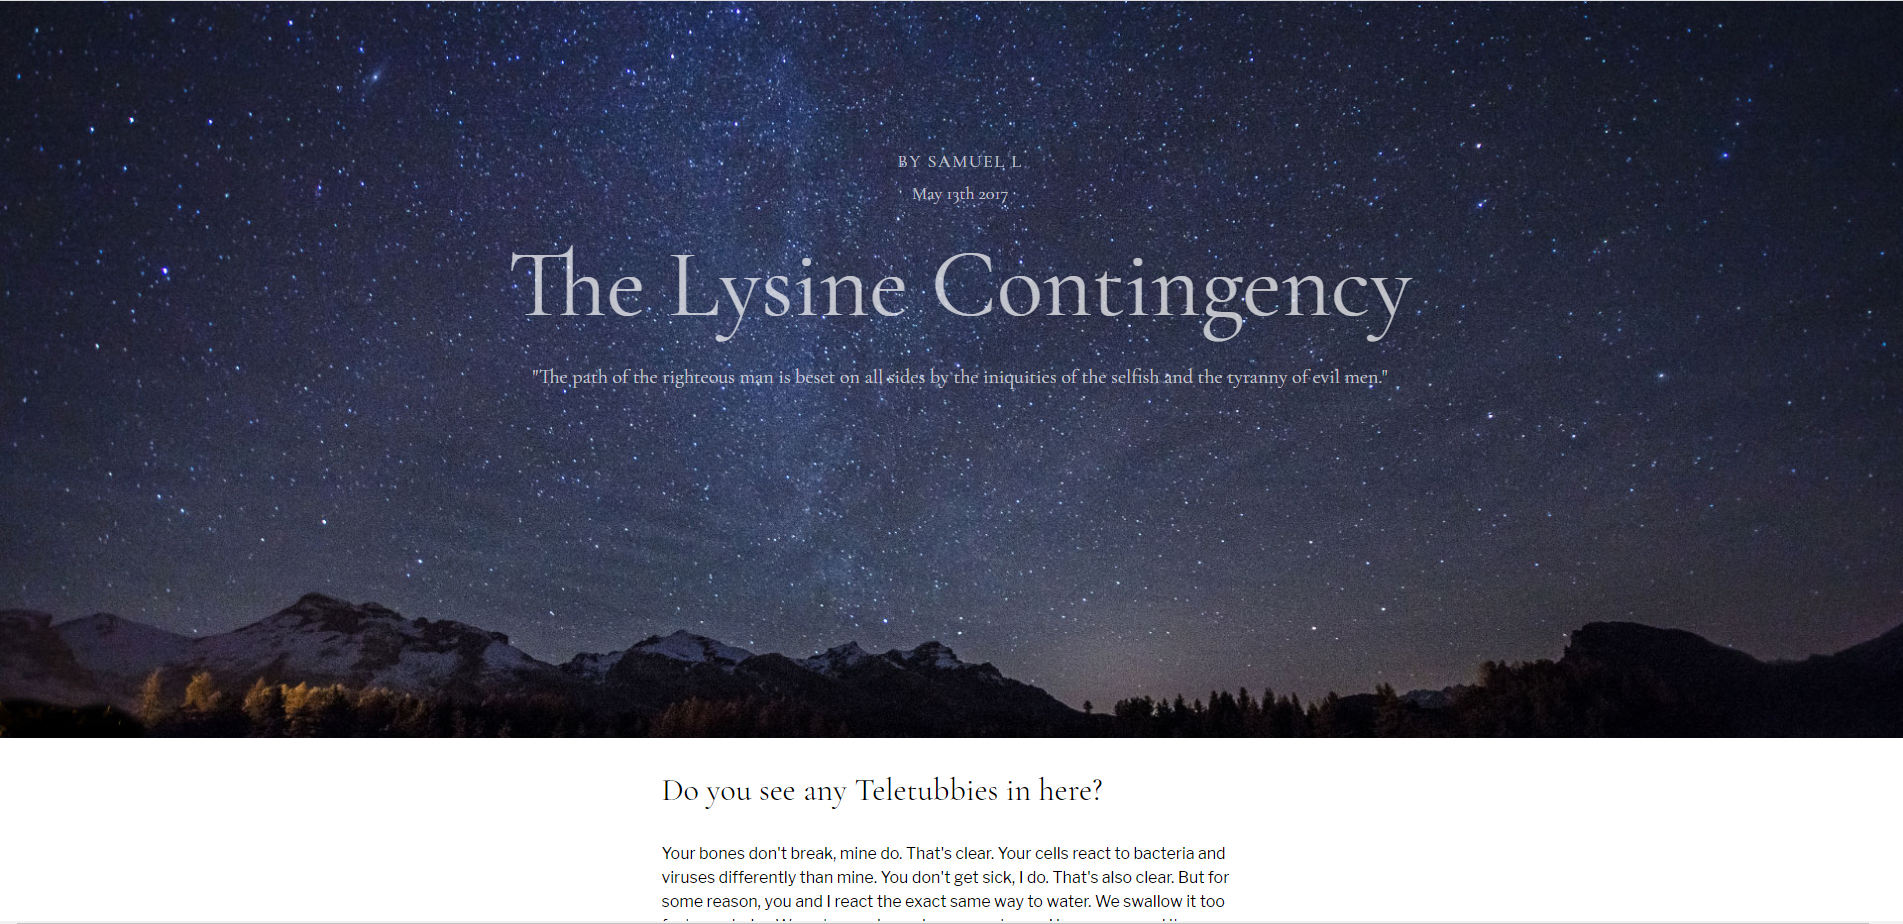 BY SAMUEL L
May 13th 2017
The Lysine Contingency
"The path of the righteous man is beset on all sides by the iniquities of the selfish and the tyranny of evil men."
Do you see any Teletubbies in here?
Your bones don't break, mine do. That's clear. Your cells react to bacteria and
viruses differently than mine. You don't get sick, I do. That's also clear. But for
some reason, you and I react the exact same way to water. We swallow it too